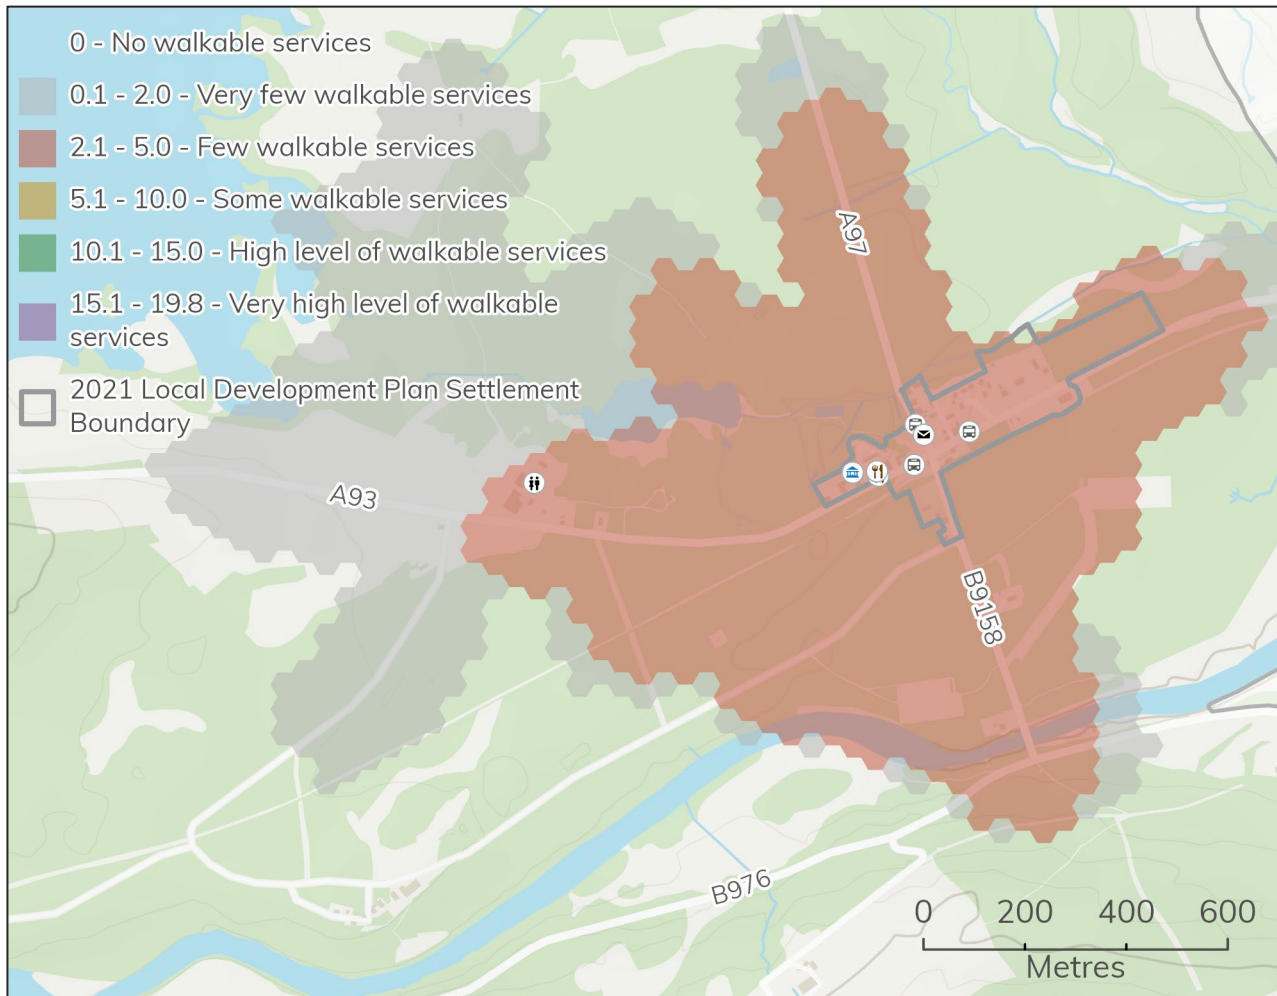 0 - No walkable services
0.1 - 2.0 - Very few walkable services
2.1 - 5.0 - Few walkable services
5.1 - 10.0 - Some walkable services
10.1 - 15.0 - High level of walkable services
15.1 - 19.8 - Very high level of walkable
services
2021 Local Development Plan Settlement
Boundary
A97
A93
B9158
B976
0 200 400 600
Metres